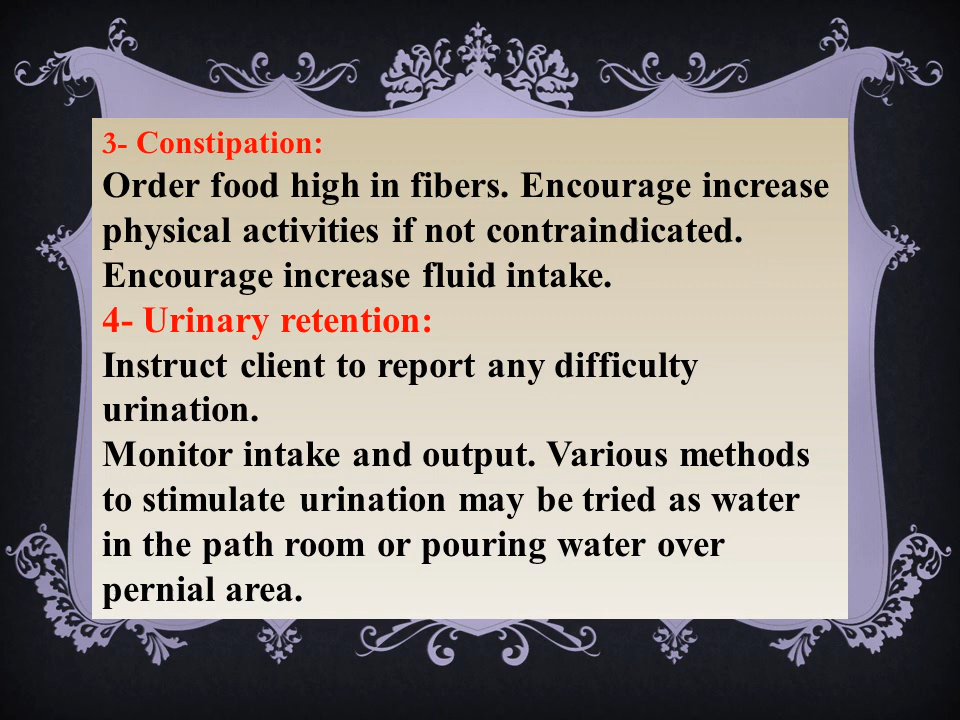 3- Constipation:
Order food high in fibers. Encourage increase
physical activities if not contraindicated.
Encourage increase fluid intake.
4- Urinary retention:
Instruct client to report any difficulty
urination.
Monitor intake and output. Various methods
to stimulate urination may be tried as water
in the path room or pouring water over
pernial area.